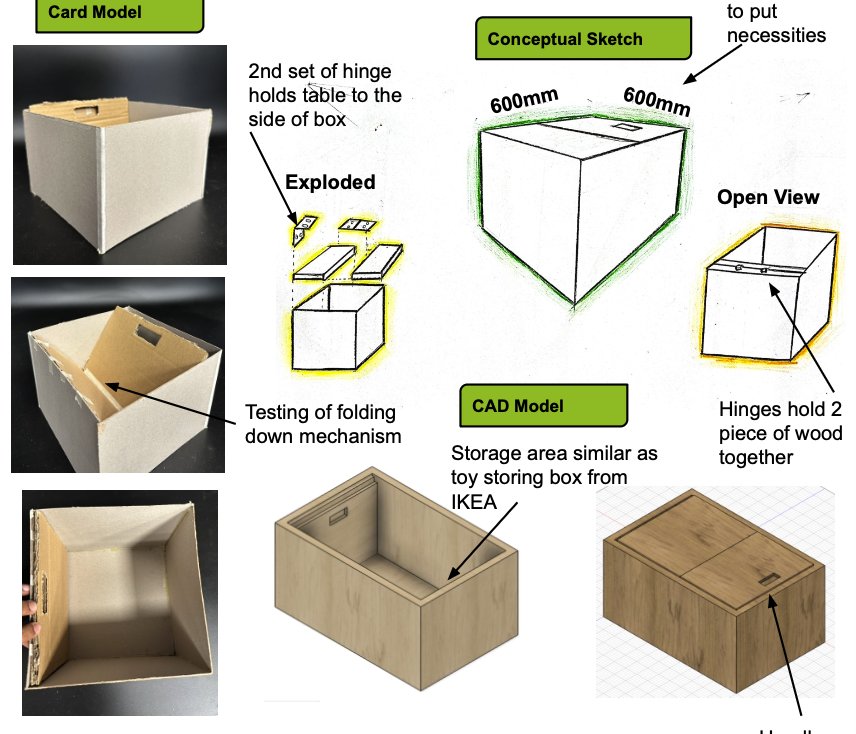 Card Model
to put
necessities
Conceptual Sketch
2nd set of hinge
holds table to the
side of box
600mm
600mm
Exploded
Open View
Testing of folding
down mechanism
CAD Model
Hinges hold 2
piece of wood
together
Storage area similar as
toy storing box from
IKEA